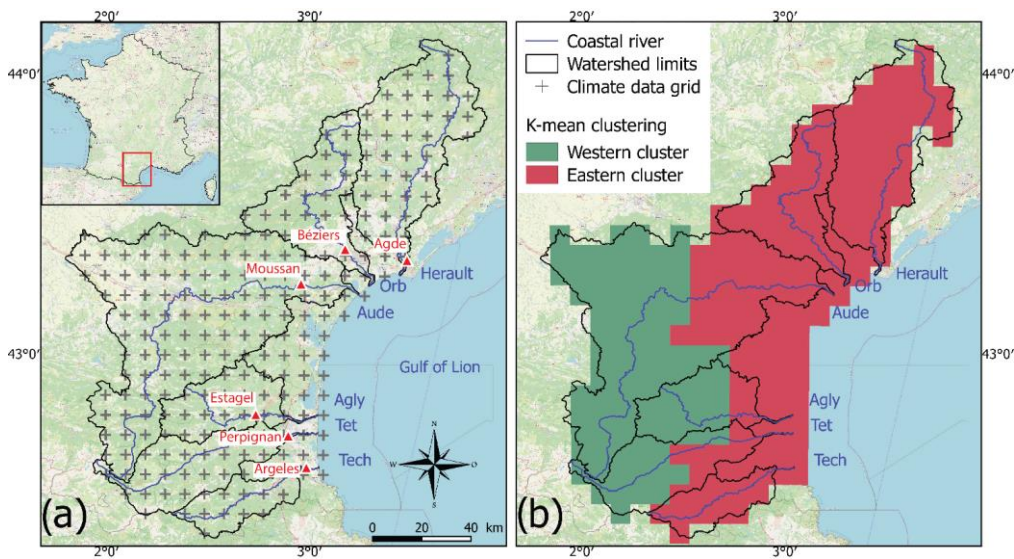 2°0' 3°0' 2°0' 3°0'
44°0'
Coastal river
Watershed limits
Climate data grid
K-mean clustering
Western cluster
Eastern cluster
Béziers
Agde
Moussan
Herault
Orb
Aude
43°0'
Gulf of Lion
Estagel
Agly
Perpignan
Tet
Argeles
Tech
N
W O
S
0 20 40 km
(a)
2°0' 3°0'
Herault
Orb
Aude
43°0'
Agly
Tet
Tech
(b)
2°0' 3°0'